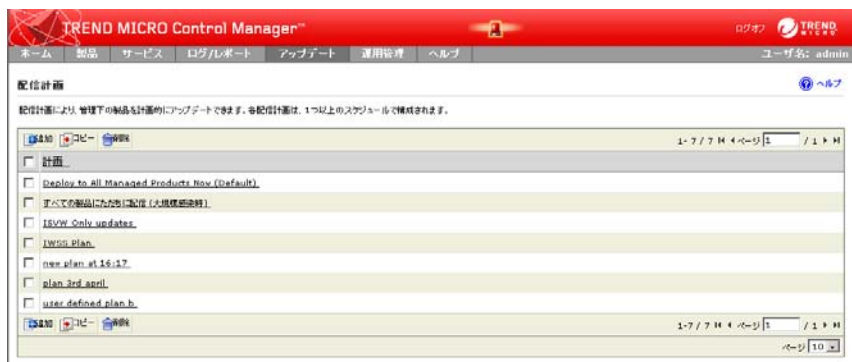 TREND MICRO Control Manager™
ログオフ
TREND MICRO
ホーム 製品 サービス ログ/レポート アップデート 運用管理 ヘルプ
ユーザ名: admin
配信計画
ヘルプ
配信計画により、管理下の製品を計画的にアップデートできます。各配信計画は、1つ以上のスケジュールで構成されます。
追加 コピー 削除
1-7 / 7 ページ 1 / 1
計画
Deploy to All Managed Products Now (Default)
すべての製品にただちに配信 (大規模感染時)
ISVW Only updates
IWSS Plan
new plan at 16:17
plan 3rd april
user defined plan b
追加 コピー 削除
1-7 / 7 ページ 1 / 1
ページ 10